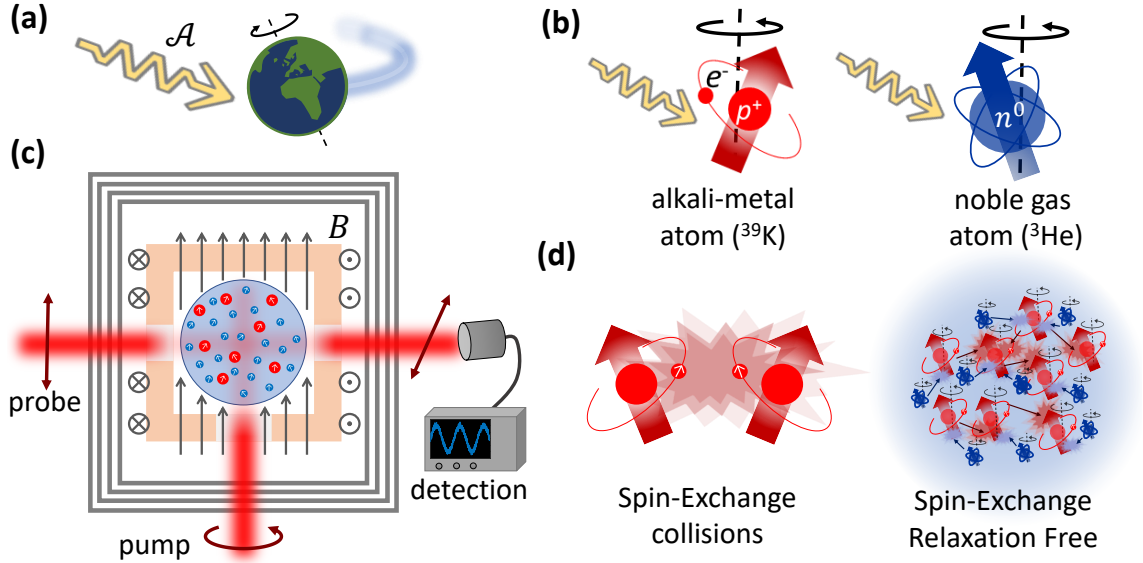 (a)
𝒜
(b)
e⁻
p⁺
n⁰
alkali-metal
atom (³⁹K)
noble gas
atom (³He)
(c)
B
probe
pump
detection
(d)
Spin-Exchange
collisions
Spin-Exchange
Relaxation Free